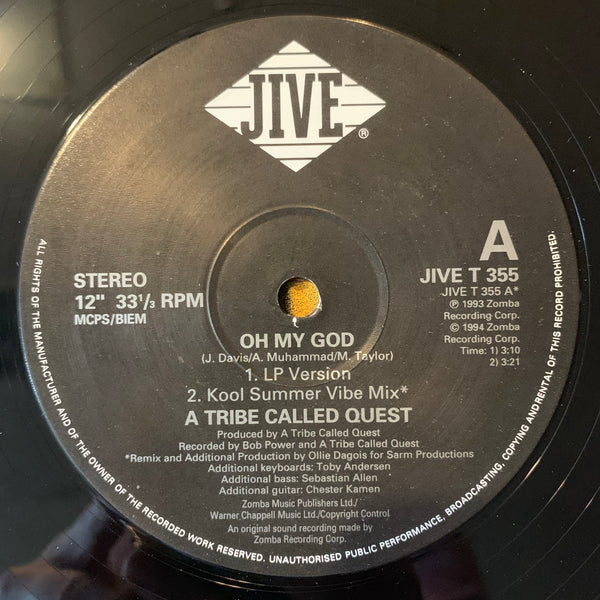 JIVE®
A
STEREO
12" 33 1/3 RPM
MCPS/BIEM
JIVE T 355
JIVE T 355 A*
℗ 1993 Zomba
Recording Corp.
© 1994 Zomba
Recording Corp.
Time: 1) 3:10
2) 3:21
OH MY GOD
(J. Davis/A. Muhammad/M. Taylor)
1. LP Version
2. Kool Summer Vibe Mix*
A TRIBE CALLED QUEST
Produced by A Tribe Called Quest
Recorded by Bob Power and A Tribe Called Quest
*Remix and Additional Production by Ollie Dagois for Sarm Productions
Additional keyboards: Toby Andersen
Additional bass: Sebastian Allen
Additional guitar: Chester Kamen
Zomba Music Publishers Ltd./
Warner Chappell Music Ltd./Copyright Control
An original sound recording made by
Zomba Recording Corp.
ALL RIGHTS OF THE MANUFACTURER AND OF THE OWNER OF THE RECORDED WORK RESERVED. UNAUTHORISED PUBLIC PERFORMANCE, BROADCASTING, COPYING AND RENTAL OF THIS RECORD PROHIBITED.